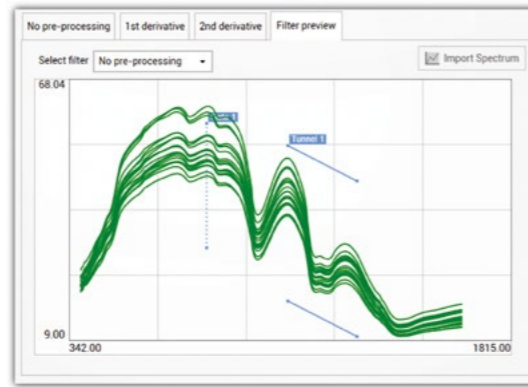 No pre-processing 1st derivative 2nd derivative Filter preview
Select filter No pre-processing Import Spectrum
68.04
Tunnel 1
9.00
342.00 1815.00